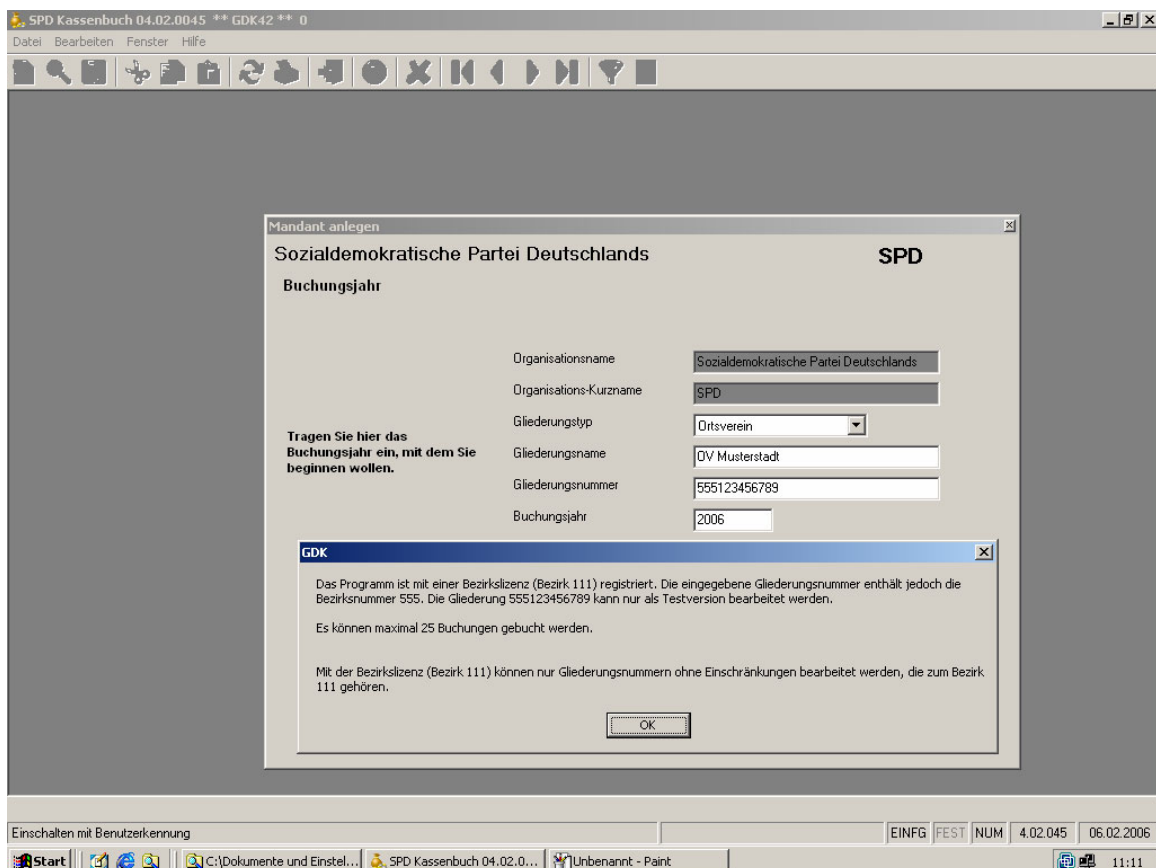 SPD Kassenbuch 04.02.0045 ** GDK42 ** 0
Datei Bearbeiten Fenster Hilfe
Mandant anlegen
Sozialdemokratische Partei Deutschlands SPD
Buchungsjahr
Organisationsname Sozialdemokratische Partei Deutschlands
Organisations-Kurzname SPD
Gliederungstyp Ortsverein
Tragen Sie hier das
Buchungsjahr ein, mit dem Sie
beginnen wollen.
Gliederungsname OV Musterstadt
Gliederungsnummer 555123456789
Buchungsjahr 2006
GDK
Das Programm ist mit einer Bezirkslizenz (Bezirk 111) registriert. Die eingegebene Gliederungsnummer enthält jedoch die
Bezirksnummer 555. Die Gliederung 555123456789 kann nur als Testversion bearbeitet werden.
Es können maximal 25 Buchungen gebucht werden.
Mit der Bezirkslizenz (Bezirk 111) können nur Gliederungsnummern ohne Einschränkungen bearbeitet werden, die zum Bezirk
111 gehören.
OK
Einschalten mit Benutzerkennung EINFG FEST NUM 4.02.045 06.02.2006
Start C:\Dokumente und Einstel... SPD Kassenbuch 04.02.0... Unbenannt - Paint 11:11